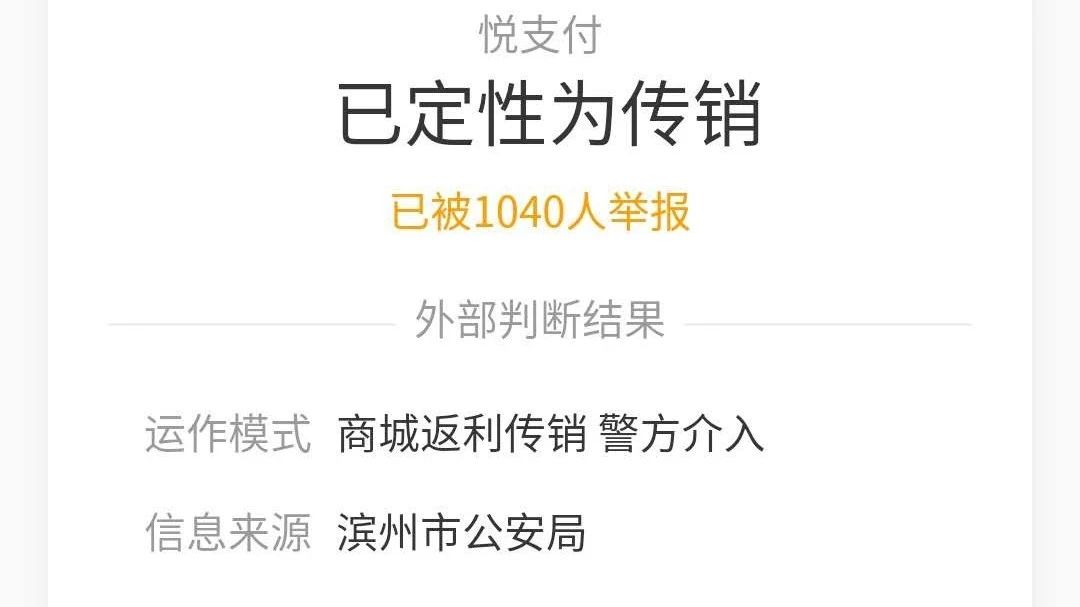 悦支付
已定性为传销
已被1040人举报
外部判断结果
运作模式 商城返利传销 警方介入
信息来源 滨州市公安局